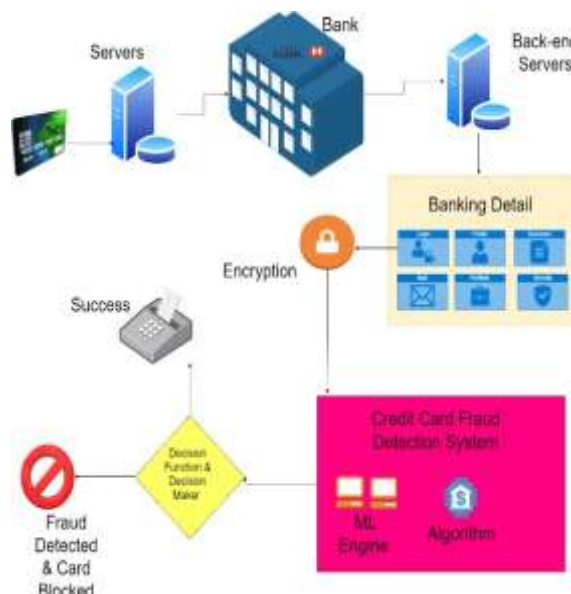 Bank
Servers
Back-end
Servers
Banking Detail
Encryption
Success
Credit Card Fraud
Detection System
Decision
Function &
Decision
Maker
ML
Engine
Algorithm
Fraud
Detected
& Card
Blocked